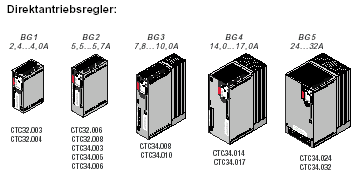 Direktantriebsregler:
BG1 BG2 BG3 BG4 BG5
2,4...4,0A 5,5...5,7A 7,8...10,0A 14,0...17,0A 24...32A
CTC32.003 CTC32.006 CTC34.008 CTC34.014 CTC34.024
CTC32.004 CTC32.008 CTC34.010 CTC34.017 CTC34.032
CTC34.003
CTC34.005
CTC34.006